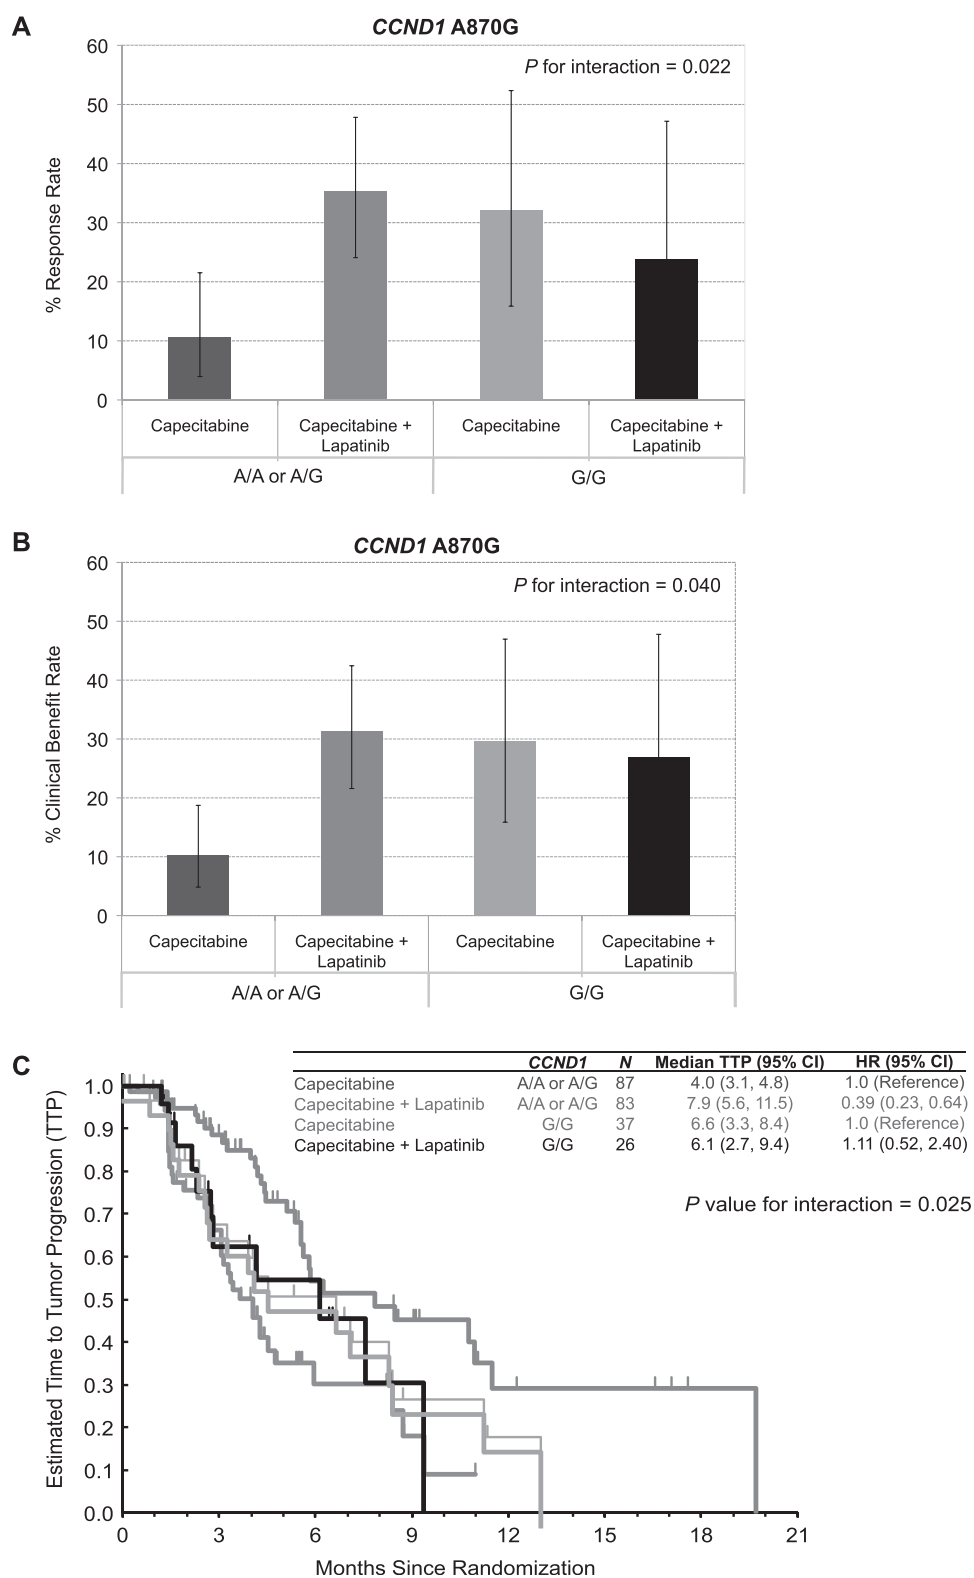 A
CCND1 A870G
P for interaction = 0.022
% Response Rate
60
50
40
30
20
10
0
Capecitabine
Capecitabine +
Lapatinib
Capecitabine
Capecitabine +
Lapatinib
A/A or A/G
G/G
B
CCND1 A870G
P for interaction = 0.040
% Clinical Benefit Rate
60
50
40
30
20
10
0
Capecitabine
Capecitabine +
Lapatinib
Capecitabine
Capecitabine +
Lapatinib
A/A or A/G
G/G
C
CCND1 N Median TTP (95% CI) HR (95% CI)
Capecitabine A/A or A/G 87 4.0 (3.1, 4.8) 1.0 (Reference)
Capecitabine + Lapatinib A/A or A/G 83 7.9 (5.6, 11.5) 0.39 (0.23, 0.64)
Capecitabine G/G 37 6.6 (3.3, 8.4) 1.0 (Reference)
Capecitabine + Lapatinib G/G 26 6.1 (2.7, 9.4) 1.11 (0.52, 2.40)
P value for interaction = 0.025
Estimated Time to Tumor Progression (TTP)
1.0
0.9
0.8
0.7
0.6
0.5
0.4
0.3
0.2
0.1
0.0
0 3 6 9 12 15 18 21
Months Since Randomization